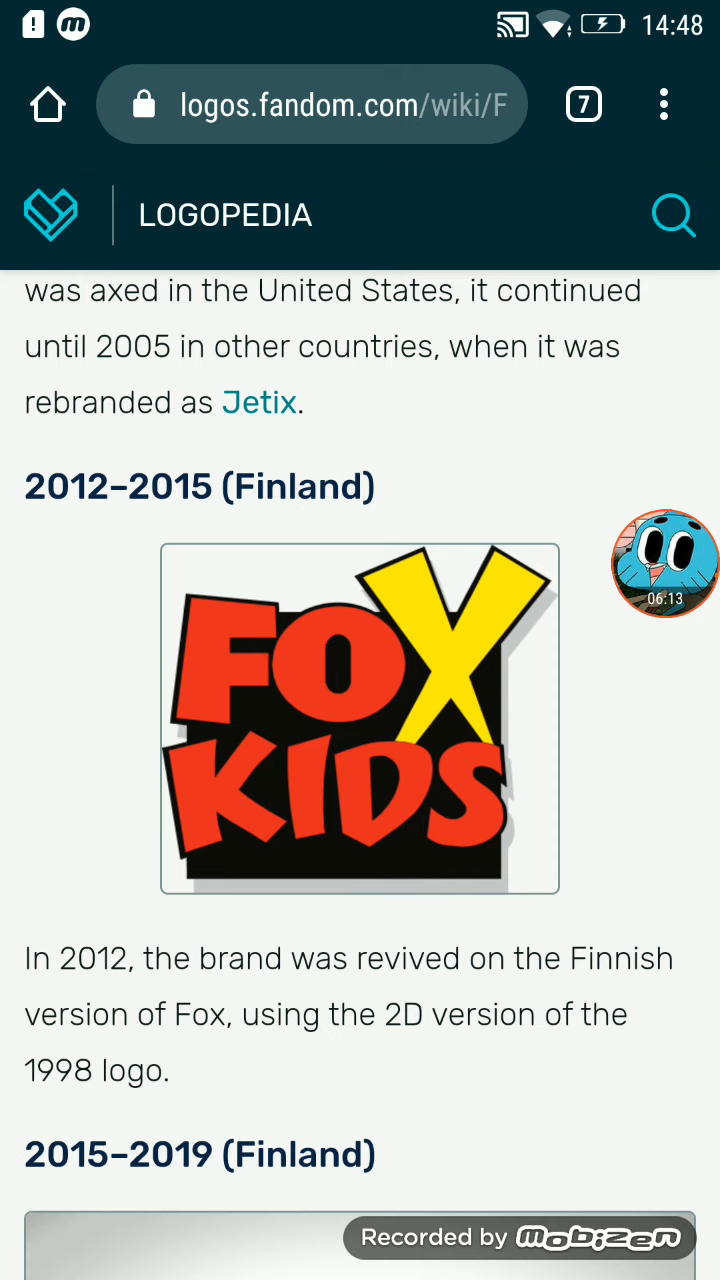 14:48
logos.fandom.com/wiki/F
7
LOGOPEDIA
was axed in the United States, it continued
until 2005 in other countries, when it was
rebranded as Jetix.
2012–2015 (Finland)
FOX
KIDS
06:13
In 2012, the brand was revived on the Finnish
version of Fox, using the 2D version of the
1998 logo.
2015–2019 (Finland)
Recorded by mobizen